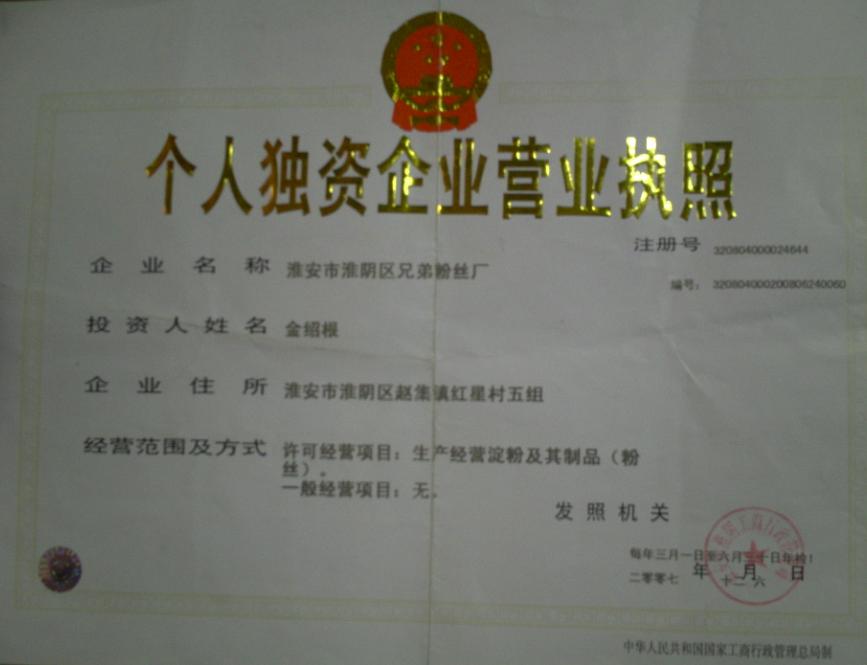 个人独资企业营业执照
注册号 320804000024644
编号: 320804000200806240060
企业名称 淮安市淮阴区兄弟粉丝厂
投资人姓名 金绍根
企业住所 淮安市淮阴区赵集镇红星村五组
经营范围及方式 许可经营项目：生产经营淀粉及其制品（粉
丝）。
一般经营项目：无。
发照机关
每年三月一日至六月三十日年检！
二零零七 年 十二 月 六 日
中华人民共和国国家工商行政管理总局制